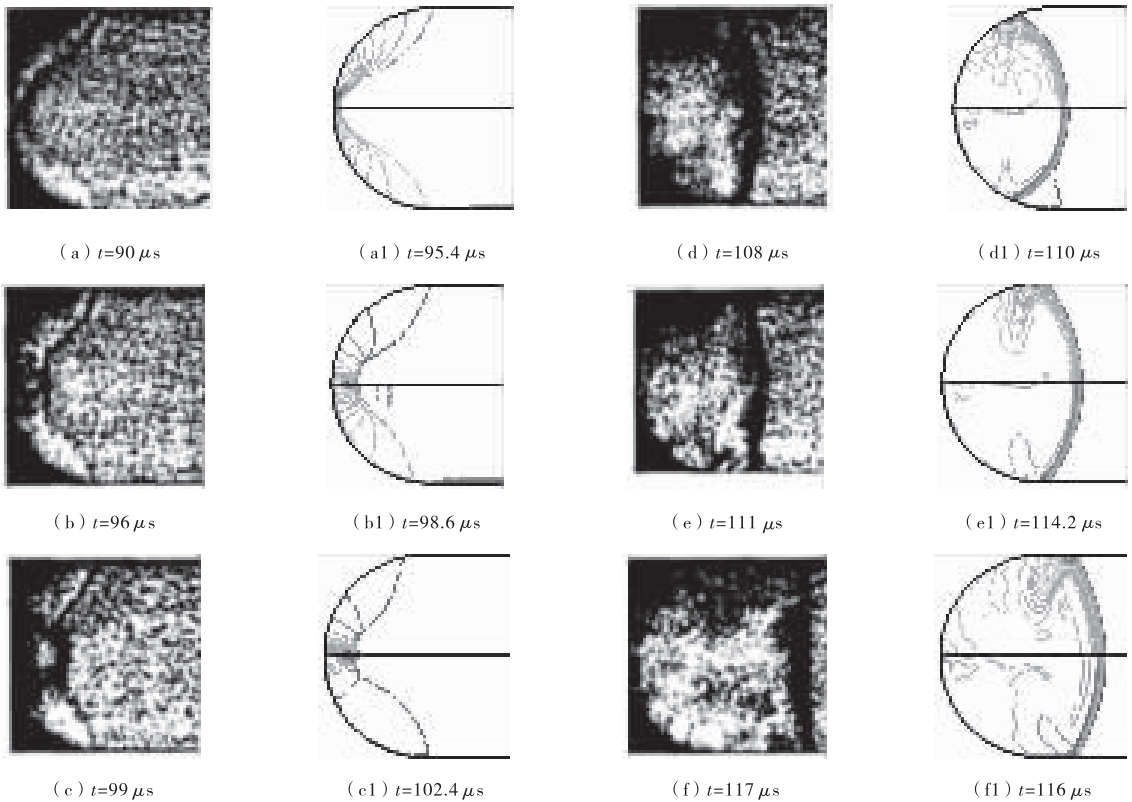 （a）t=90 μs
（a1）t=95.4 μs
（d）t=108 μs
（d1）t=110 μs
（b）t=96 μs
（b1）t=98.6 μs
（e）t=111 μs
（e1）t=114.2 μs
（c）t=99 μs
（c1）t=102.4 μs
（f）t=117 μs
（f1）t=116 μs